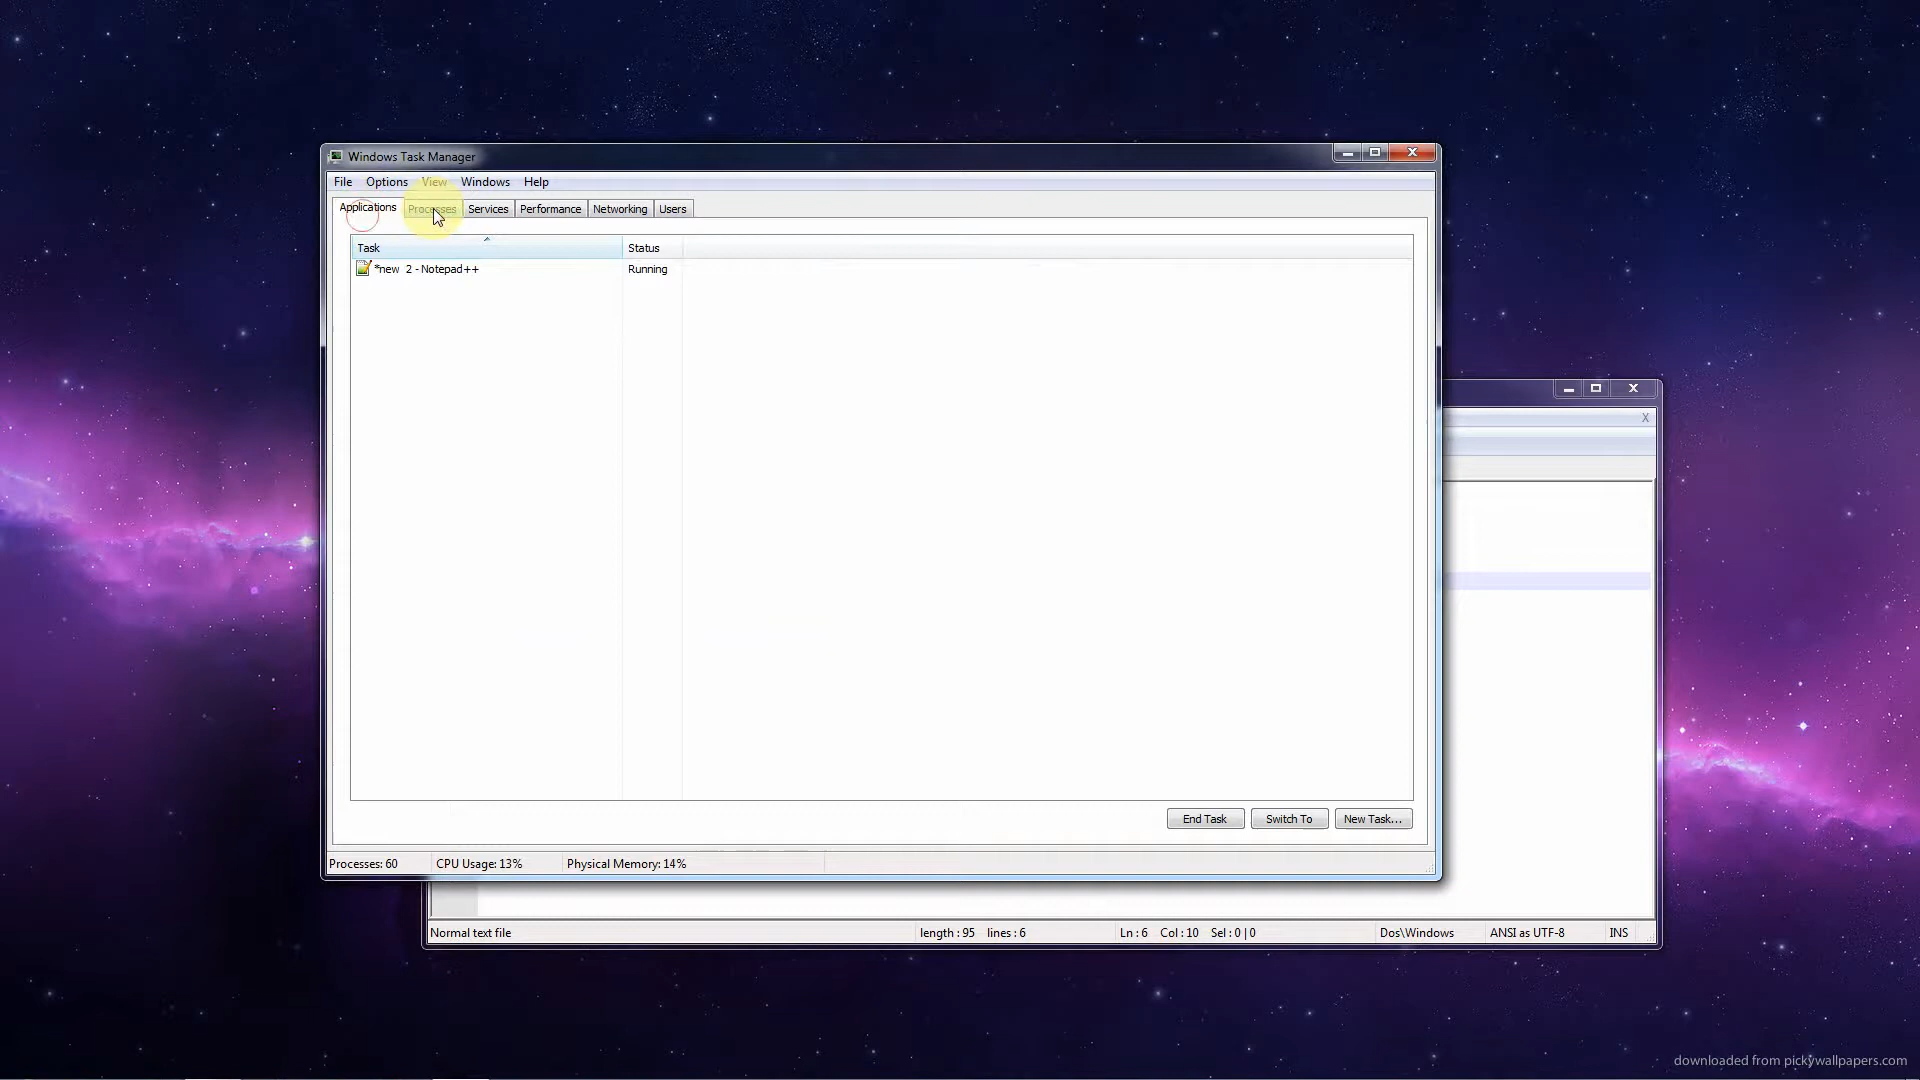 Windows Task Manager
File Options View Windows Help
Applications Processes Services Performance Networking Users
Task Status
*new 2 - Notepad++ Running
End Task Switch To New Task...
Processes: 60 CPU Usage: 13% Physical Memory: 14%
X
Normal text file length : 95 lines : 6 Ln : 6 Col : 10 Sel : 0 | 0 Dos\Windows ANSI as UTF-8 INS
downloaded from pickywallpapers.com